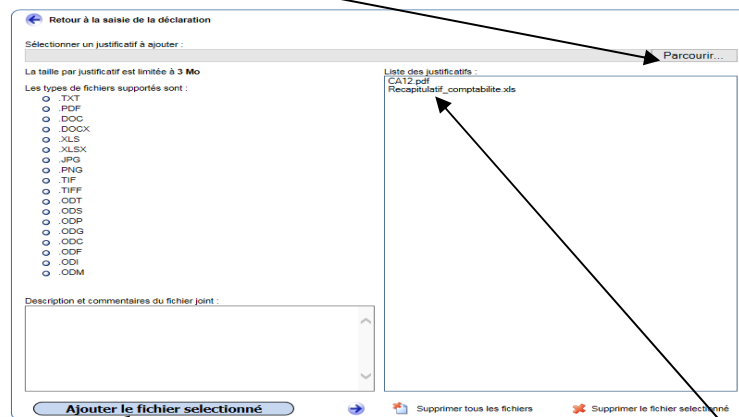 Retour à la saisie de la déclaration
Sélectionner un justificatif à ajouter :
Parcourir...
La taille par justificatif est limitée à 3 Mo
Les types de fichiers supportés sont :
.TXT
.PDF
.DOC
.DOCX
.XLS
.XLSX
.JPG
.PNG
.TIF
.TIFF
.ODT
.ODS
.ODP
.ODG
.ODC
.ODF
.ODI
.ODM
Liste des justificatifs :
CA12.pdf
Recapitulatif_comptabilite.xls
Description et commentaires du fichier joint :
Ajouter le fichier selectionné
Supprimer tous les fichiers
Supprimer le fichier selectionné